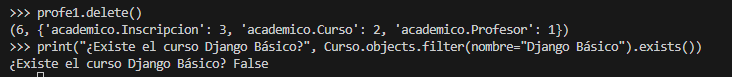 >>> profe1.delete()
(6, {'academico.Inscripcion': 3, 'academico.Curso': 2, 'academico.Profesor': 1})
>>> print("¿Existe el curso Django Básico?", Curso.objects.filter(nombre="Django Básico").exists())
¿Existe el curso Django Básico? False